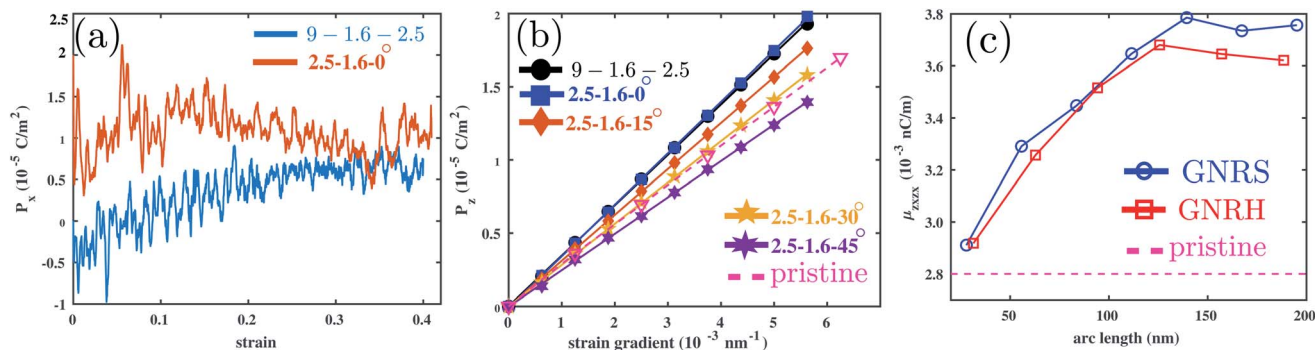 (a)
9 − 1.6 − 2.5
2.5-1.6-0°
2.5
2
1.5
1
0.5
0
-0.5
-1
P_x (10^-5 C/m^2)
0
0.1
0.2
0.3
0.4
strain
(b)
9 − 1.6 − 2.5
2.5-1.6-0°
2.5-1.6-15°
2.5-1.6-30°
2.5-1.6-45°
pristine
2
1.5
1
0.5
0
P_z (10^-5 C/m^2)
0
1
2
3
4
5
6
strain gradient (10^-3 nm^-1)
(c)
GNRS
GNRH
pristine
3.8
3.6
3.4
3.2
3
2.8
μ_zxzx (10^-3 nC/m)
50
100
150
200
arc length (nm)